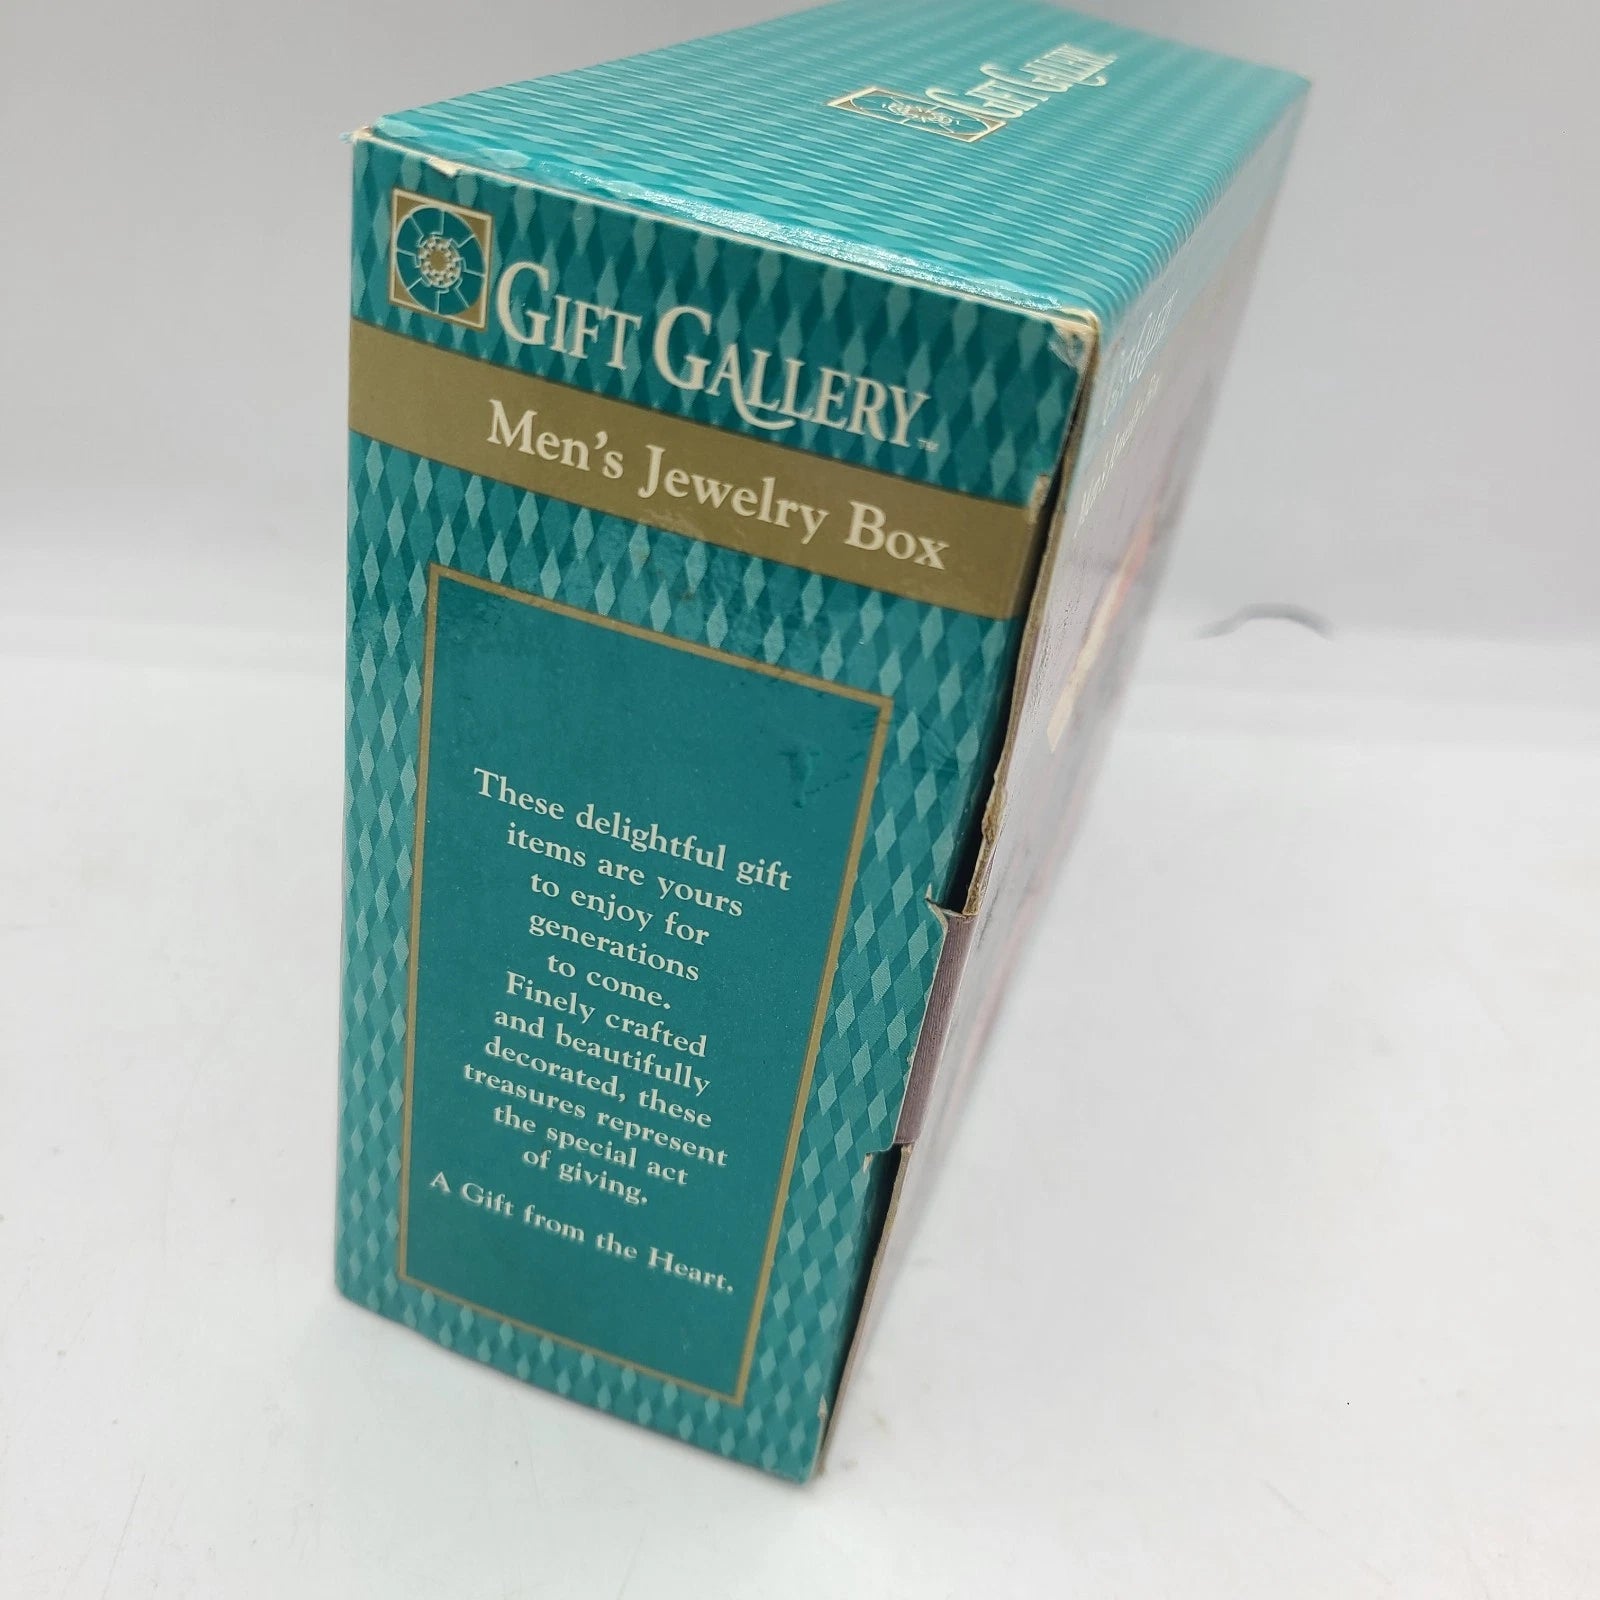 GIFT GALLERY
GIFT GALLERY™
Men's Jewelry Box
These delightful gift
items are yours
to enjoy for
generations
to come.
Finely crafted
and beautifully
decorated, these
treasures represent
the special act
of giving.
A Gift from the Heart.